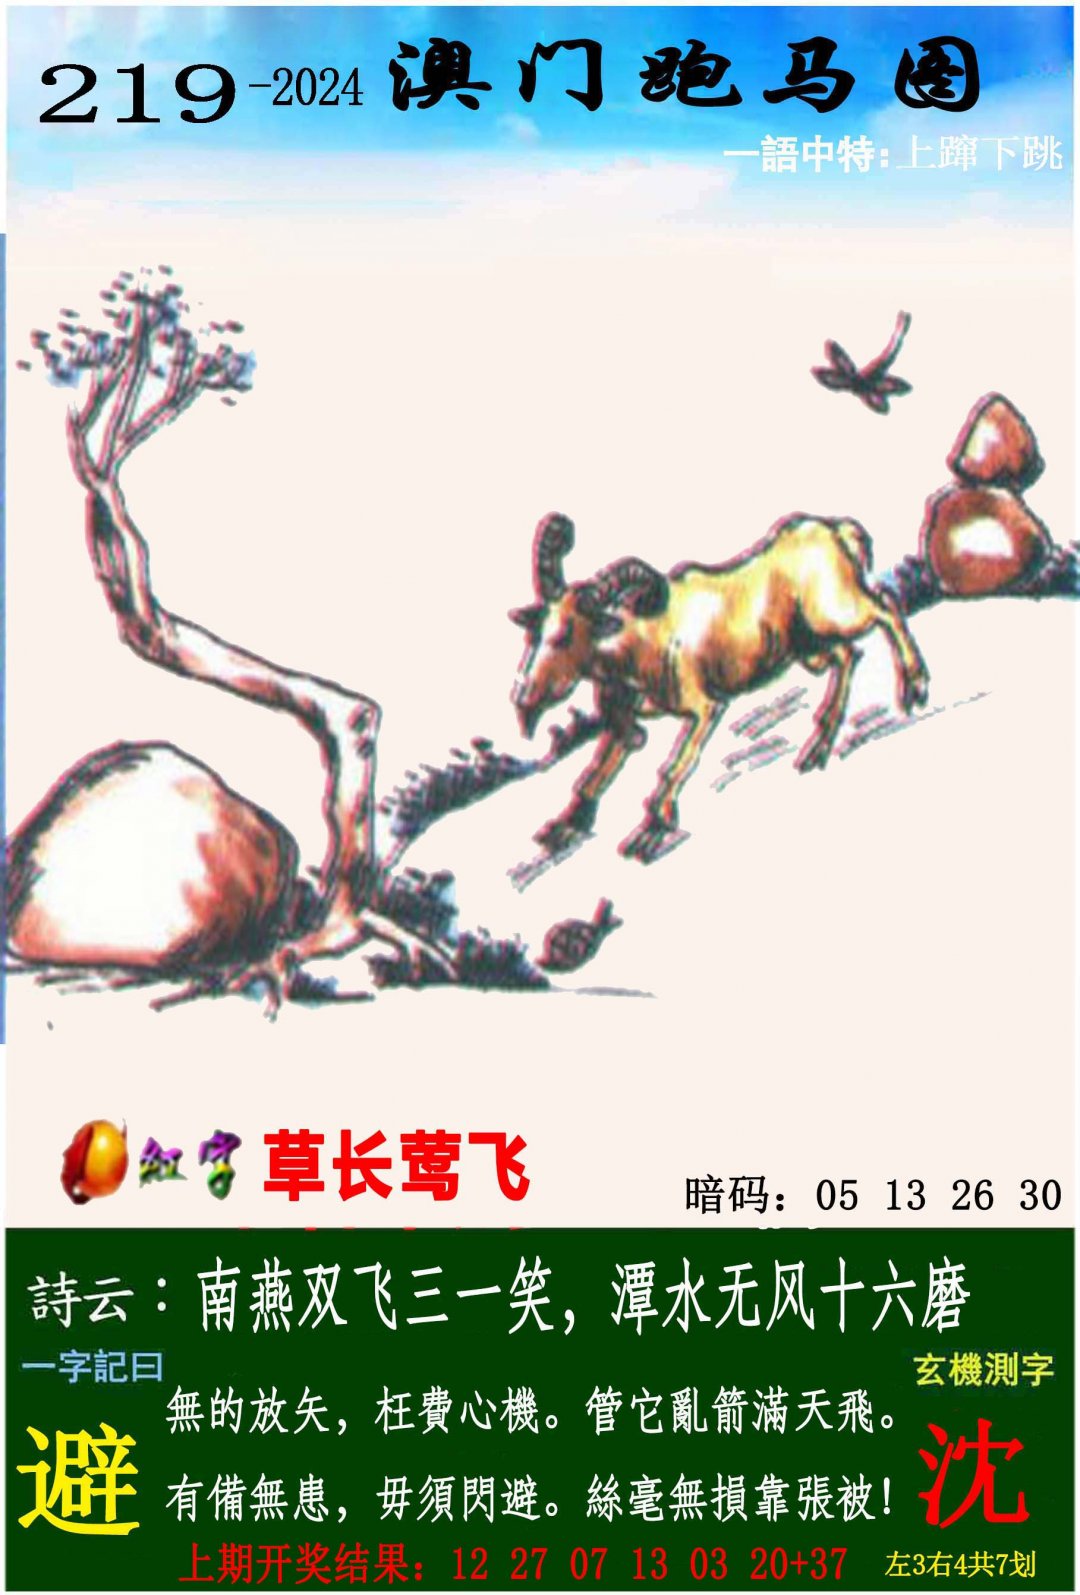 219-2024 澳门跑马图
一語中特:上蹿下跳
紅字 草长莺飞
暗码：05 13 26 30
詩云：南燕双飞三一笑，潭水无风十六磨
一字記曰
玄機測字
無的放矢，枉費心機。管它亂箭滿天飛。
避
沈
有備無患，毋須閃避。絲毫無損靠張被！
上期开奖结果：12 27 07 13 03 20+37
左3右4共7划